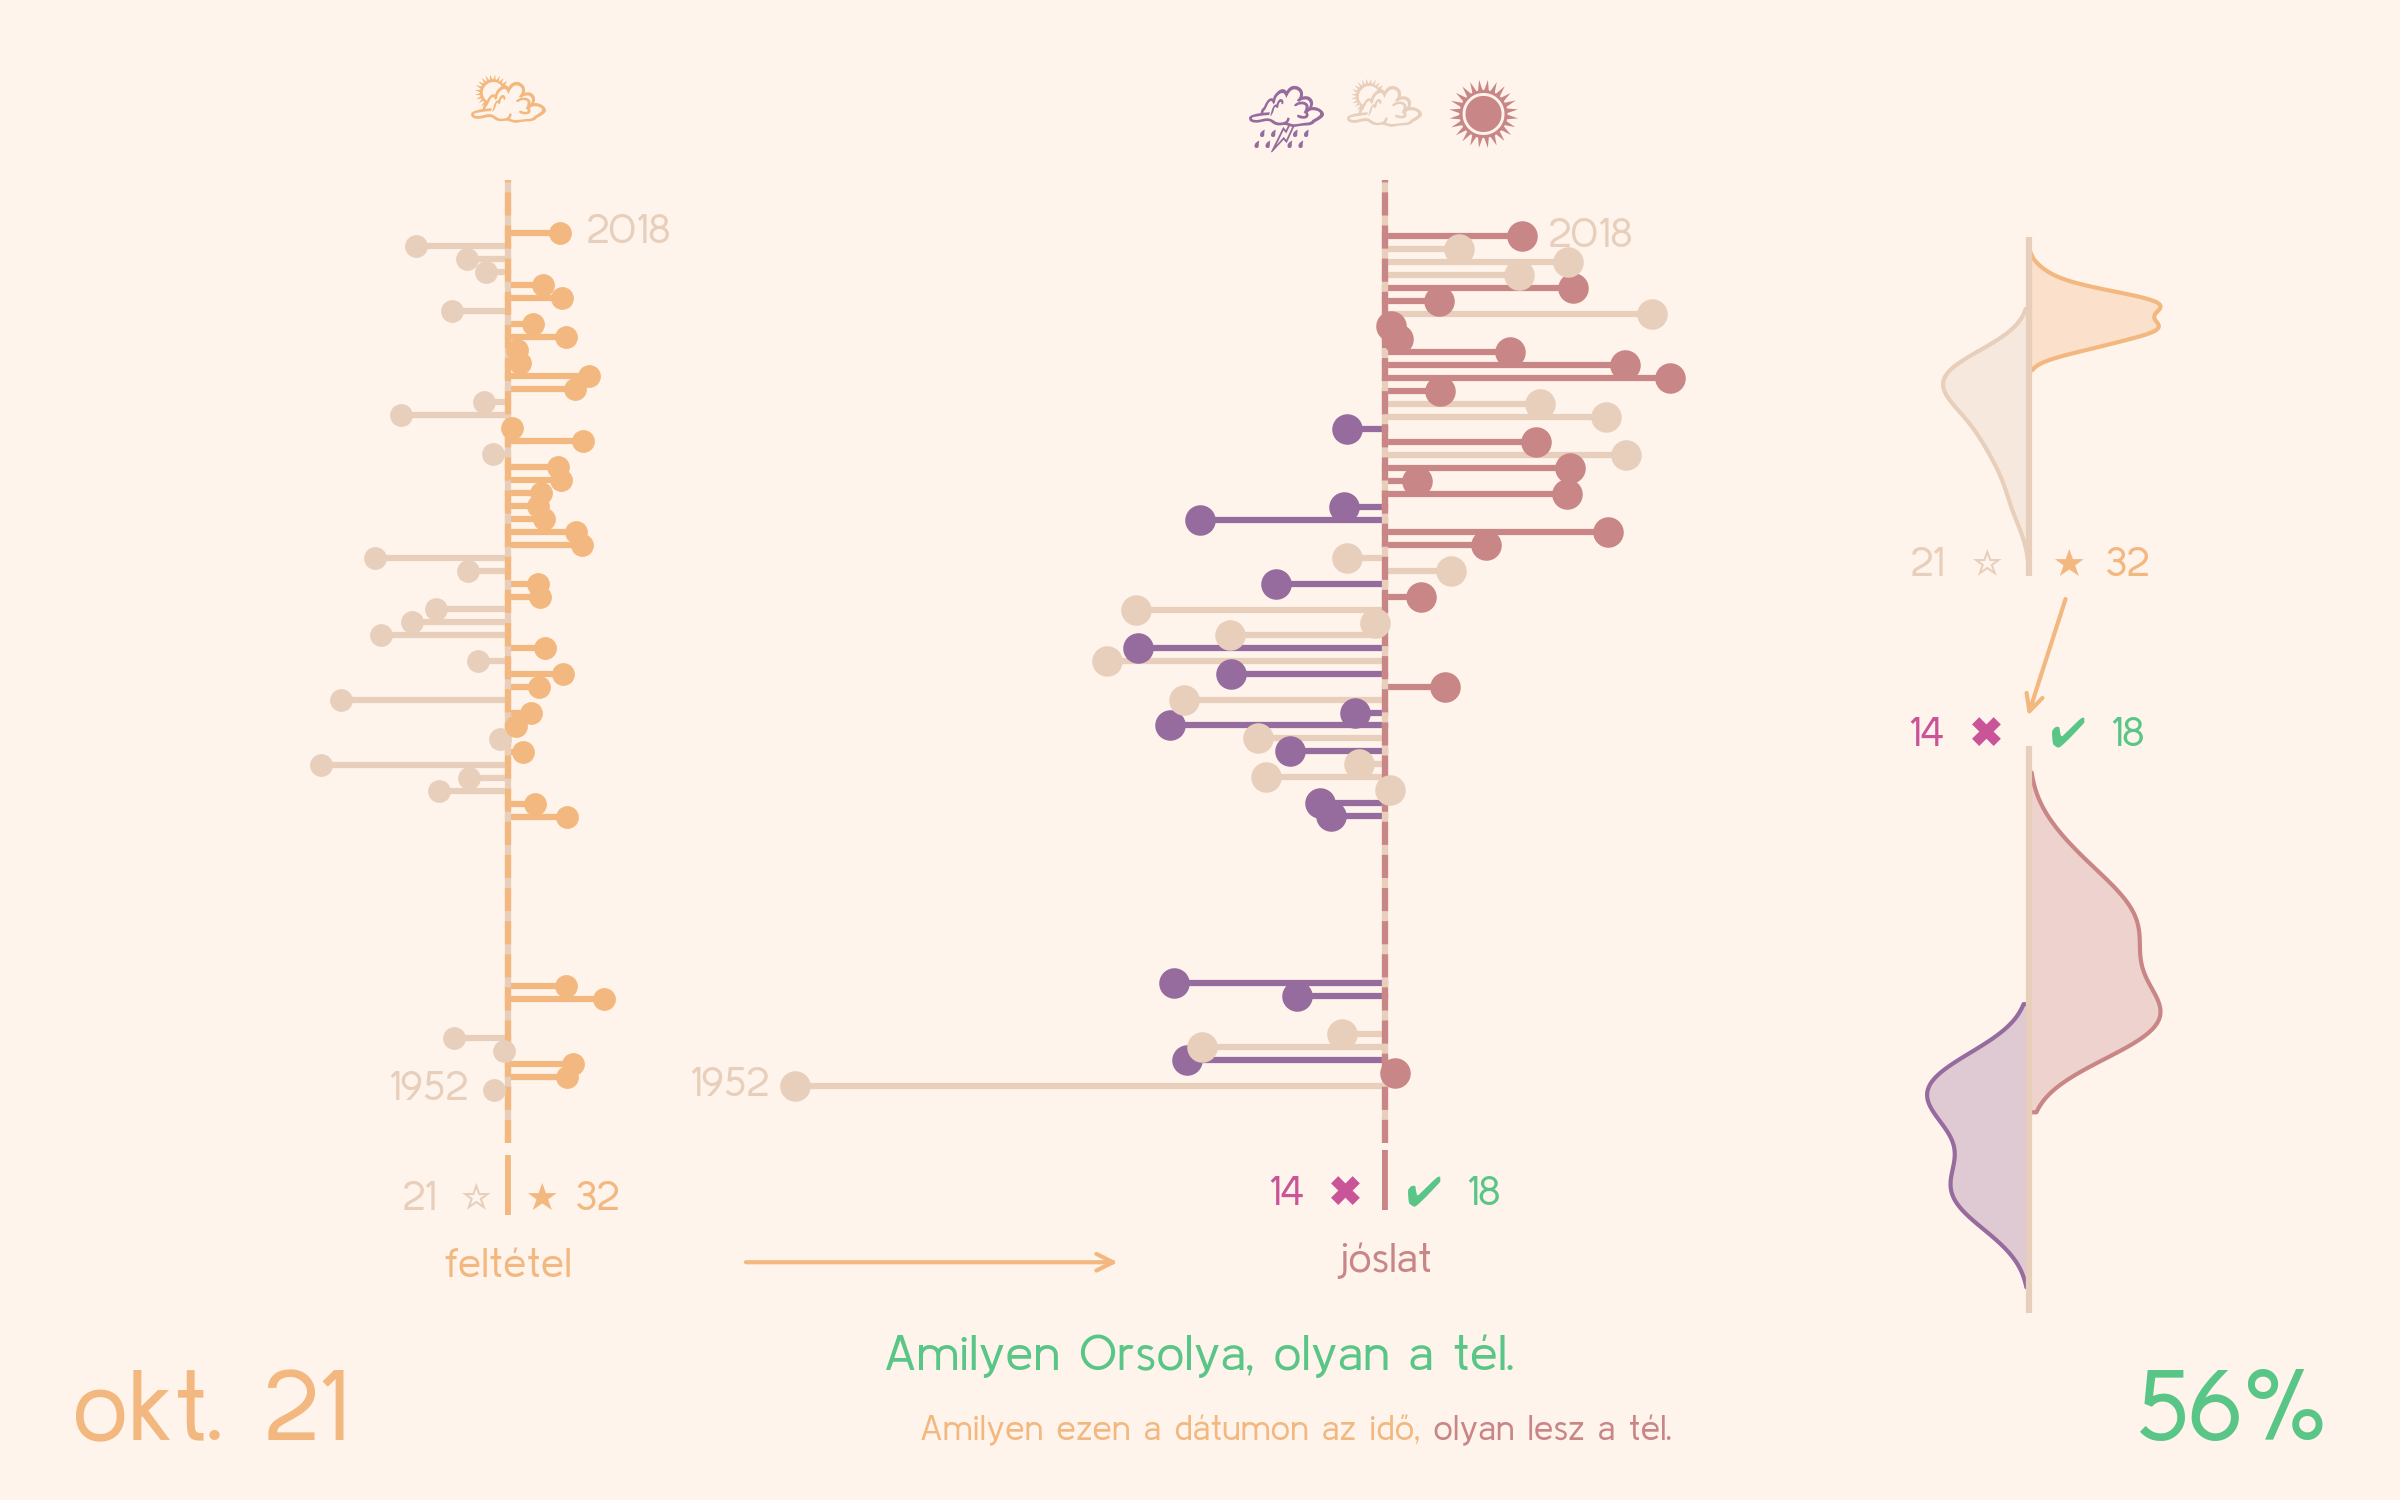 2018
2018
21 ☆ ★ 32
14 ✖ ✔ 18
1952
1952
21 ☆ ★ 32
14 ✖ ✔ 18
feltétel
jóslat
Amilyen Orsolya, olyan a tél.
okt. 21
56%
Amilyen ezen a dátumon az idő, olyan lesz a tél.